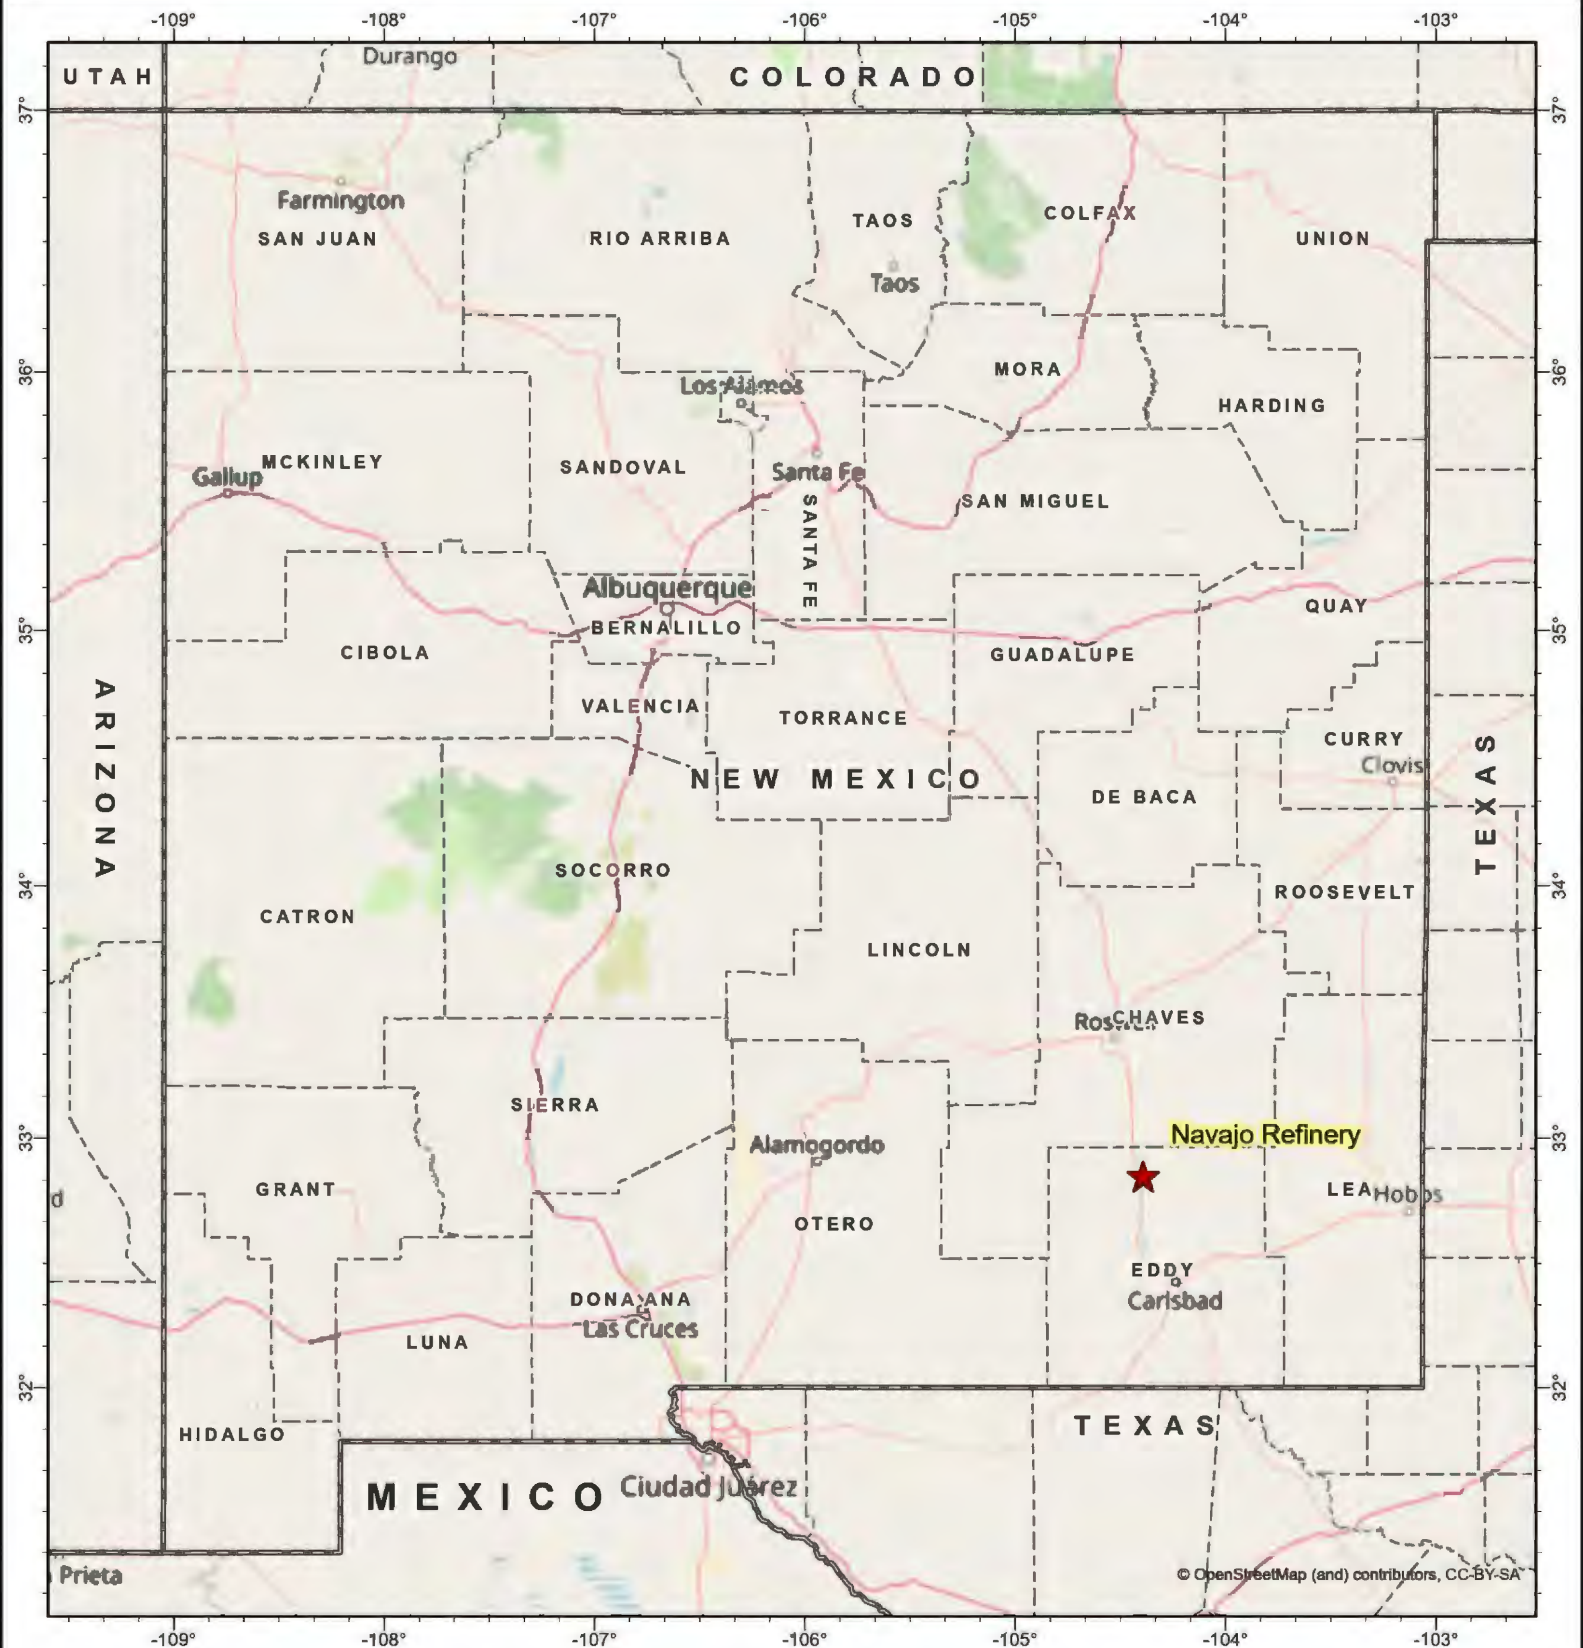 -109° -108° -107° -106° -105° -104° -103°
Durango
UTAH COLORADO
37° 37°
Farmington
SAN JUAN RIO ARRIBA TAOS COLFAX UNION
Taos
36° 36°
Los Alamos MORA HARDING
MCKINLEY SANDOVAL
Gallup Santa Fe
SANTA FE SAN MIGUEL
Albuquerque
QUAY
35° 35°
BERNALILLO
CIBOLA GUADALUPE
ARIZONA
VALENCIA TORRANCE
CURRY
Clovis
NEW MEXICO
DE BACA
TEXAS
SOCORRO
34° 34°
CATRON ROOSEVELT
LINCOLN
Roswell CHAVES
SIERRA
33° 33°
Navajo Refinery
Alamogordo
GRANT LEA Hobbs
d
OTERO
EDDY
DONA ANA Carlsbad
Las Cruces
LUNA
32° 32°
HIDALGO TEXAS
MEXICO Ciudad Juárez
Prieta
© OpenStreetMap (and) contributors, CC-BY-SA
-109° -108° -107° -106° -105° -104° -103°